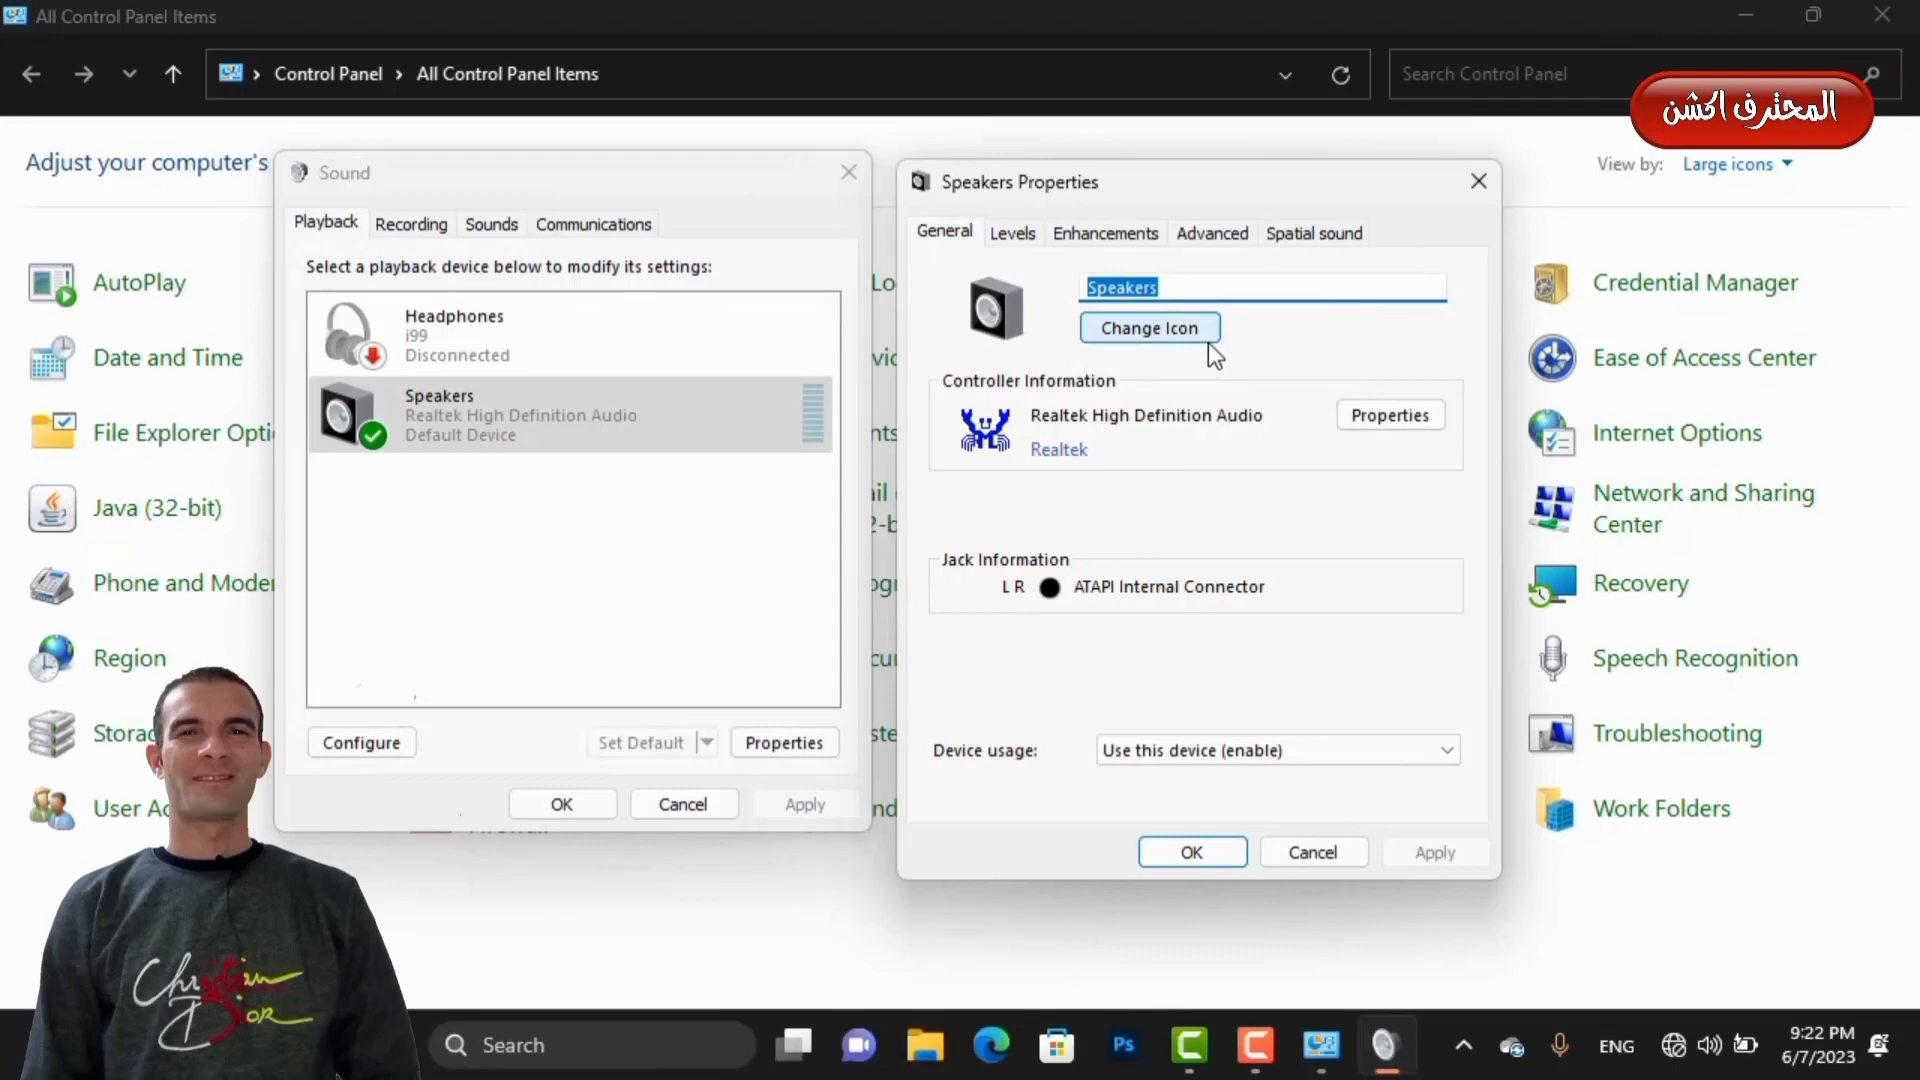 All Control Panel Items
Control Panel
All Control Panel Items
Search Control Panel
المحترف اكشن
Adjust your computer's
View by:
Large icons
AutoPlay
Date and Time
File Explorer Opti
Java (32-bit)
Phone and Moder
Region
Storag
User Ac
Sound
Playback
Recording
Sounds
Communications
Select a playback device below to modify its settings:
Headphones
i99
Disconnected
Speakers
Realtek High Definition Audio
Default Device
Configure
Set Default
Properties
OK
Cancel
Apply
Speakers Properties
General
Levels
Enhancements
Advanced
Spatial sound
Speakers
Change Icon
Controller Information
Realtek High Definition Audio
Properties
Realtek
Jack Information
L R
ATAPI Internal Connector
Device usage:
Use this device (enable)
OK
Cancel
Apply
Credential Manager
Ease of Access Center
Internet Options
Network and Sharing
Center
Recovery
Speech Recognition
Troubleshooting
Work Folders
Christian
Dior
Search
Ps
ENG
9:22 PM
6/7/2023